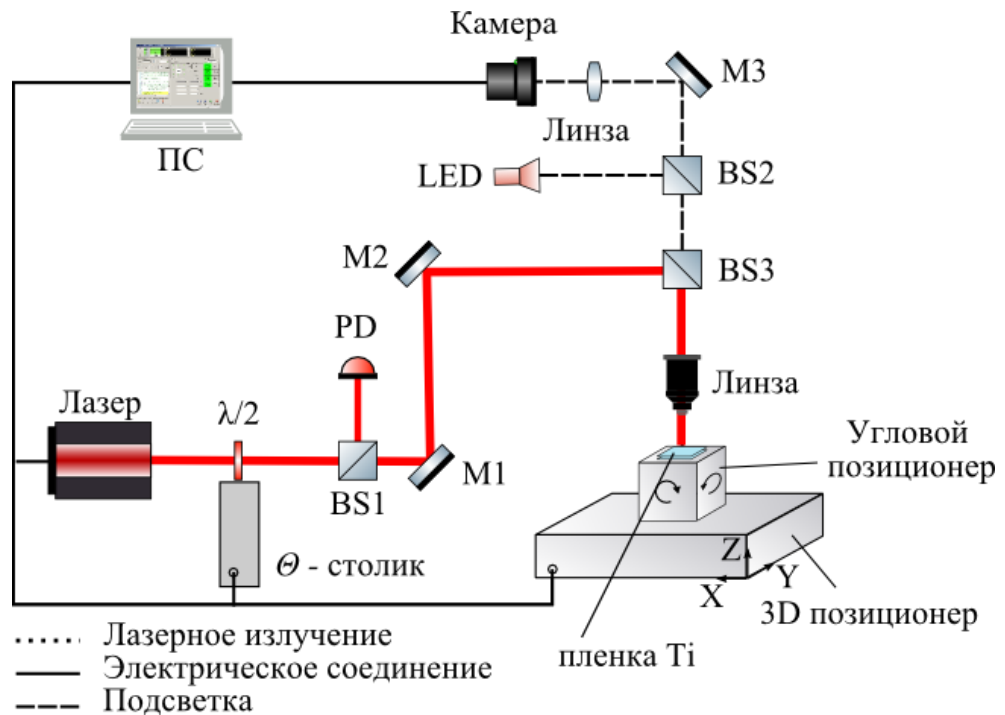 Камера
M3
Линза
ПС
LED
BS2
M2
BS3
PD
Линза
Лазер
λ/2
Угловой
позиционер
M1
BS1
Z
Θ - столик
Y
X
3D позиционер
пленка Ti
Лазерное излучение
Электрическое соединение
Подсветка